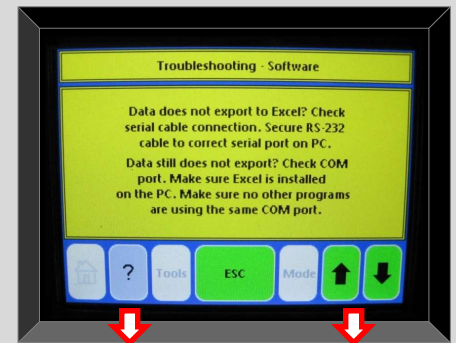 Troubleshooting - Software
Data does not export to Excel? Check
serial cable connection. Secure RS-232
cable to correct serial port on PC.
Data still does not export? Check COM
port. Make sure Excel is installed
on the PC. Make sure no other programs
are using the same COM port.
? Tools ESC Mode